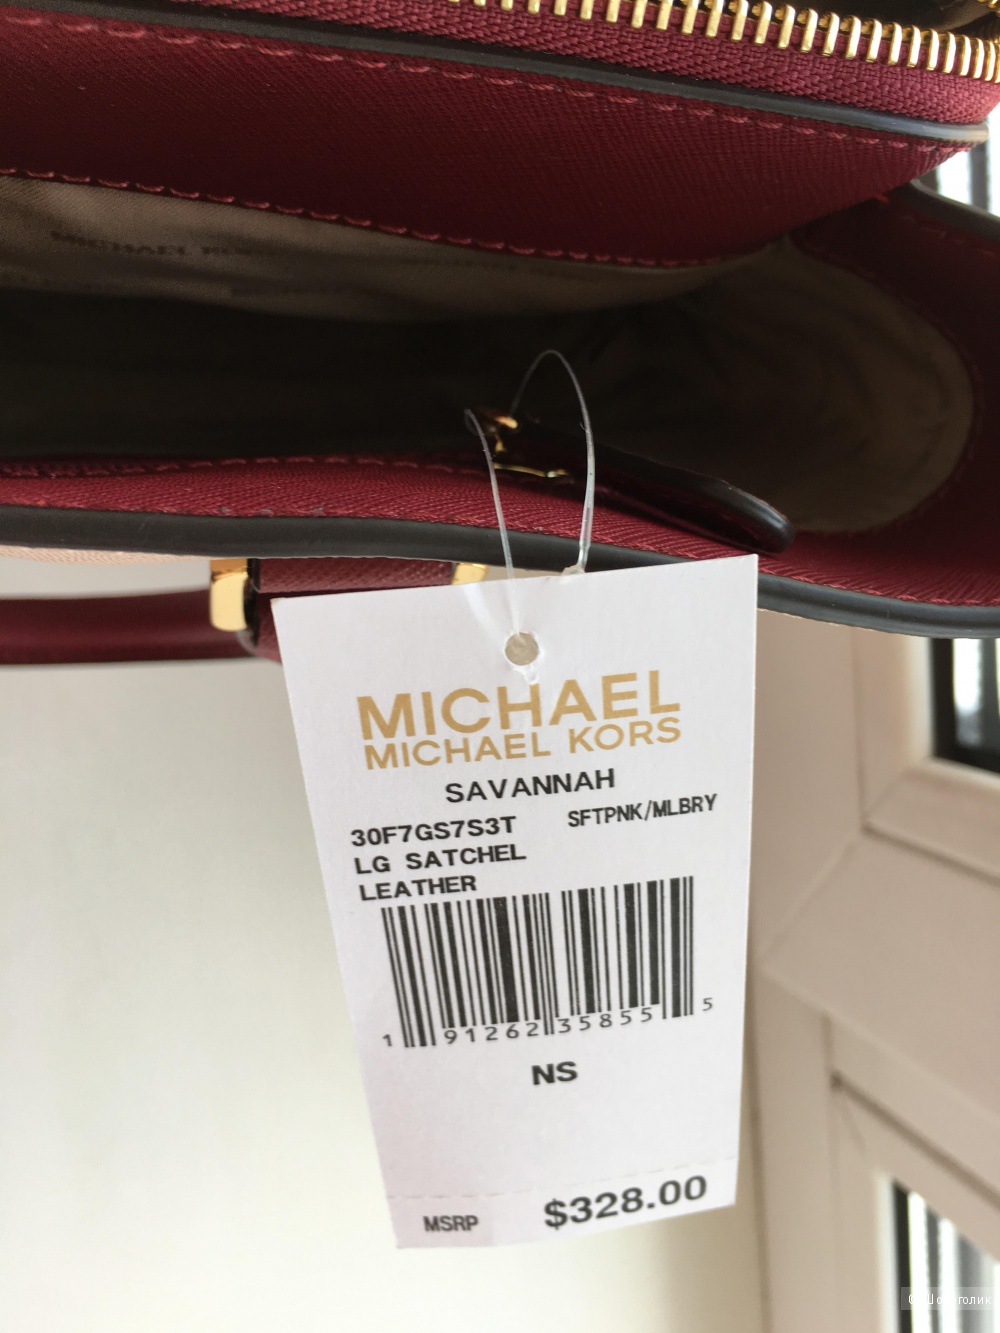 MICHAEL
MICHAEL KORS
SAVANNAH
30F7GS7S3T SFTPNK/MLBRY
LG SATCHEL
LEATHER
1 91262 35855 5
NS
MSRP $328.00